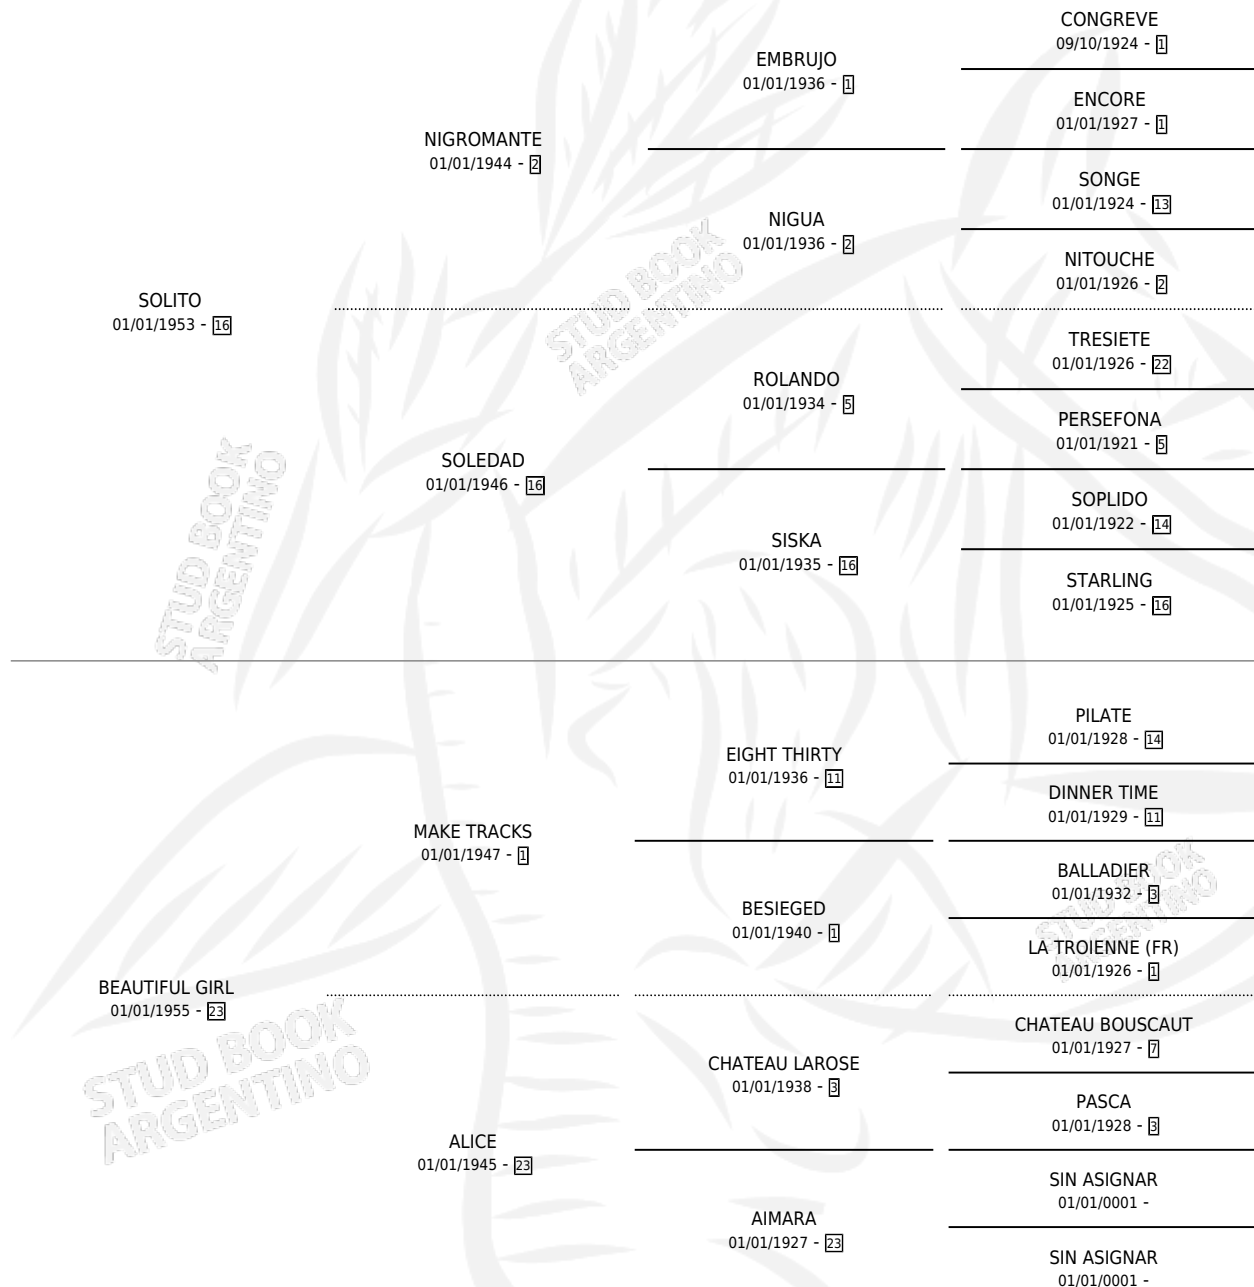 CONGREVE
09/10/1924 - 1
EMBRUJO
01/01/1936 - 1
ENCORE
01/01/1927 - 1
NIGROMANTE
01/01/1944 - 2
SONGE
01/01/1924 - 13
NIGUA
01/01/1936 - 2
NITOUCHE
01/01/1926 - 2
SOLITO
01/01/1953 - 16
STUD BOOK
ARGENTINO
TRESIETE
01/01/1926 - 22
ROLANDO
01/01/1934 - 5
PERSEFONA
01/01/1921 - 5
SOLEDAD
01/01/1946 - 16
SOPLIDO
01/01/1922 - 14
SISKA
01/01/1935 - 16
STARLING
01/01/1925 - 16
STUD BOOK
ARGENTINO
PILATE
01/01/1928 - 14
EIGHT THIRTY
01/01/1936 - 11
DINNER TIME
01/01/1929 - 11
MAKE TRACKS
01/01/1947 - 1
BALLADIER
01/01/1932 - 3
BESIEGED
01/01/1940 - 1
LA TROIENNE (FR)
01/01/1926 - 1
STUD BOOK
ARGENTINO
BEAUTIFUL GIRL
01/01/1955 - 23
CHATEAU BOUSCAUT
01/01/1927 - 7
CHATEAU LAROSE
01/01/1938 - 3
PASCA
01/01/1928 - 3
STUD BOOK
ARGENTINO
ALICE
01/01/1945 - 23
SIN ASIGNAR
01/01/0001 -
AIMARA
01/01/1927 - 23
SIN ASIGNAR
01/01/0001 -